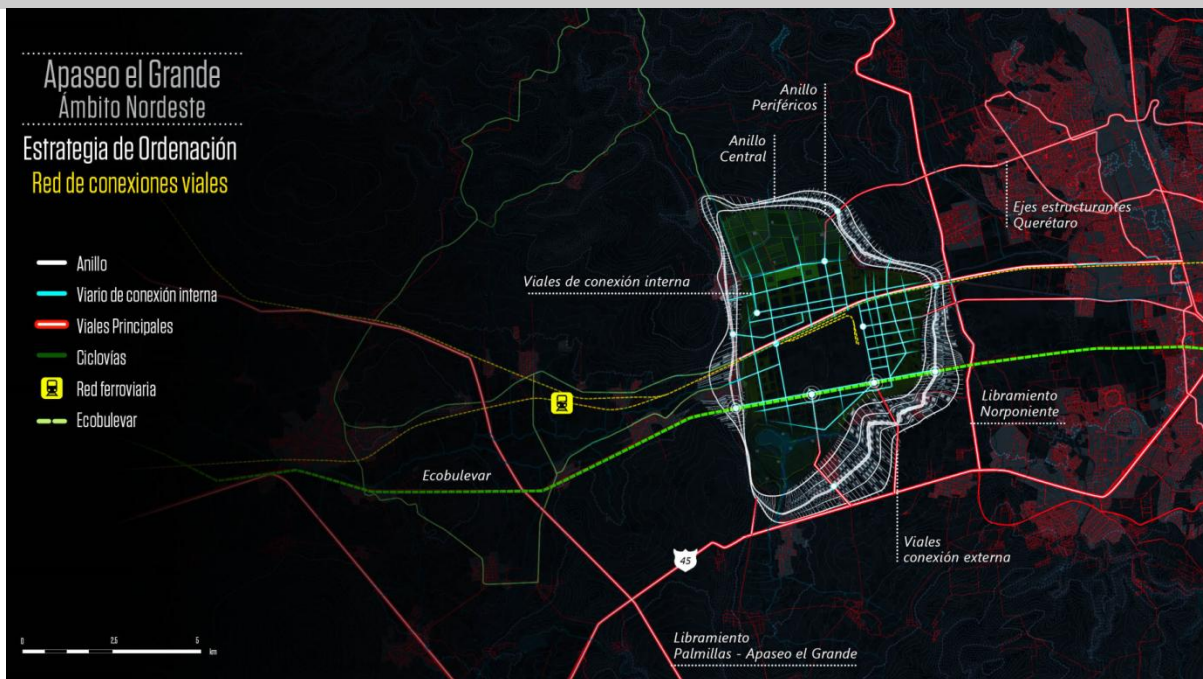 Apaseo el Grande
Ámbito Nordeste
Estrategia de Ordenación
Red de conexiones viales
Anillo
Viario de conexión interna
Viales Principales
Ciclovías
Red ferroviaria
Ecobulevar
Anillo
Periféricos
Anillo
Central
Ejes estructurantes
Querétaro
Viales de conexión interna
Libramiento
Norponiente
Ecobulevar
Viales
conexión externa
45
Libramiento
Palmillas - Apaseo el Grande
0 2,5 5
km